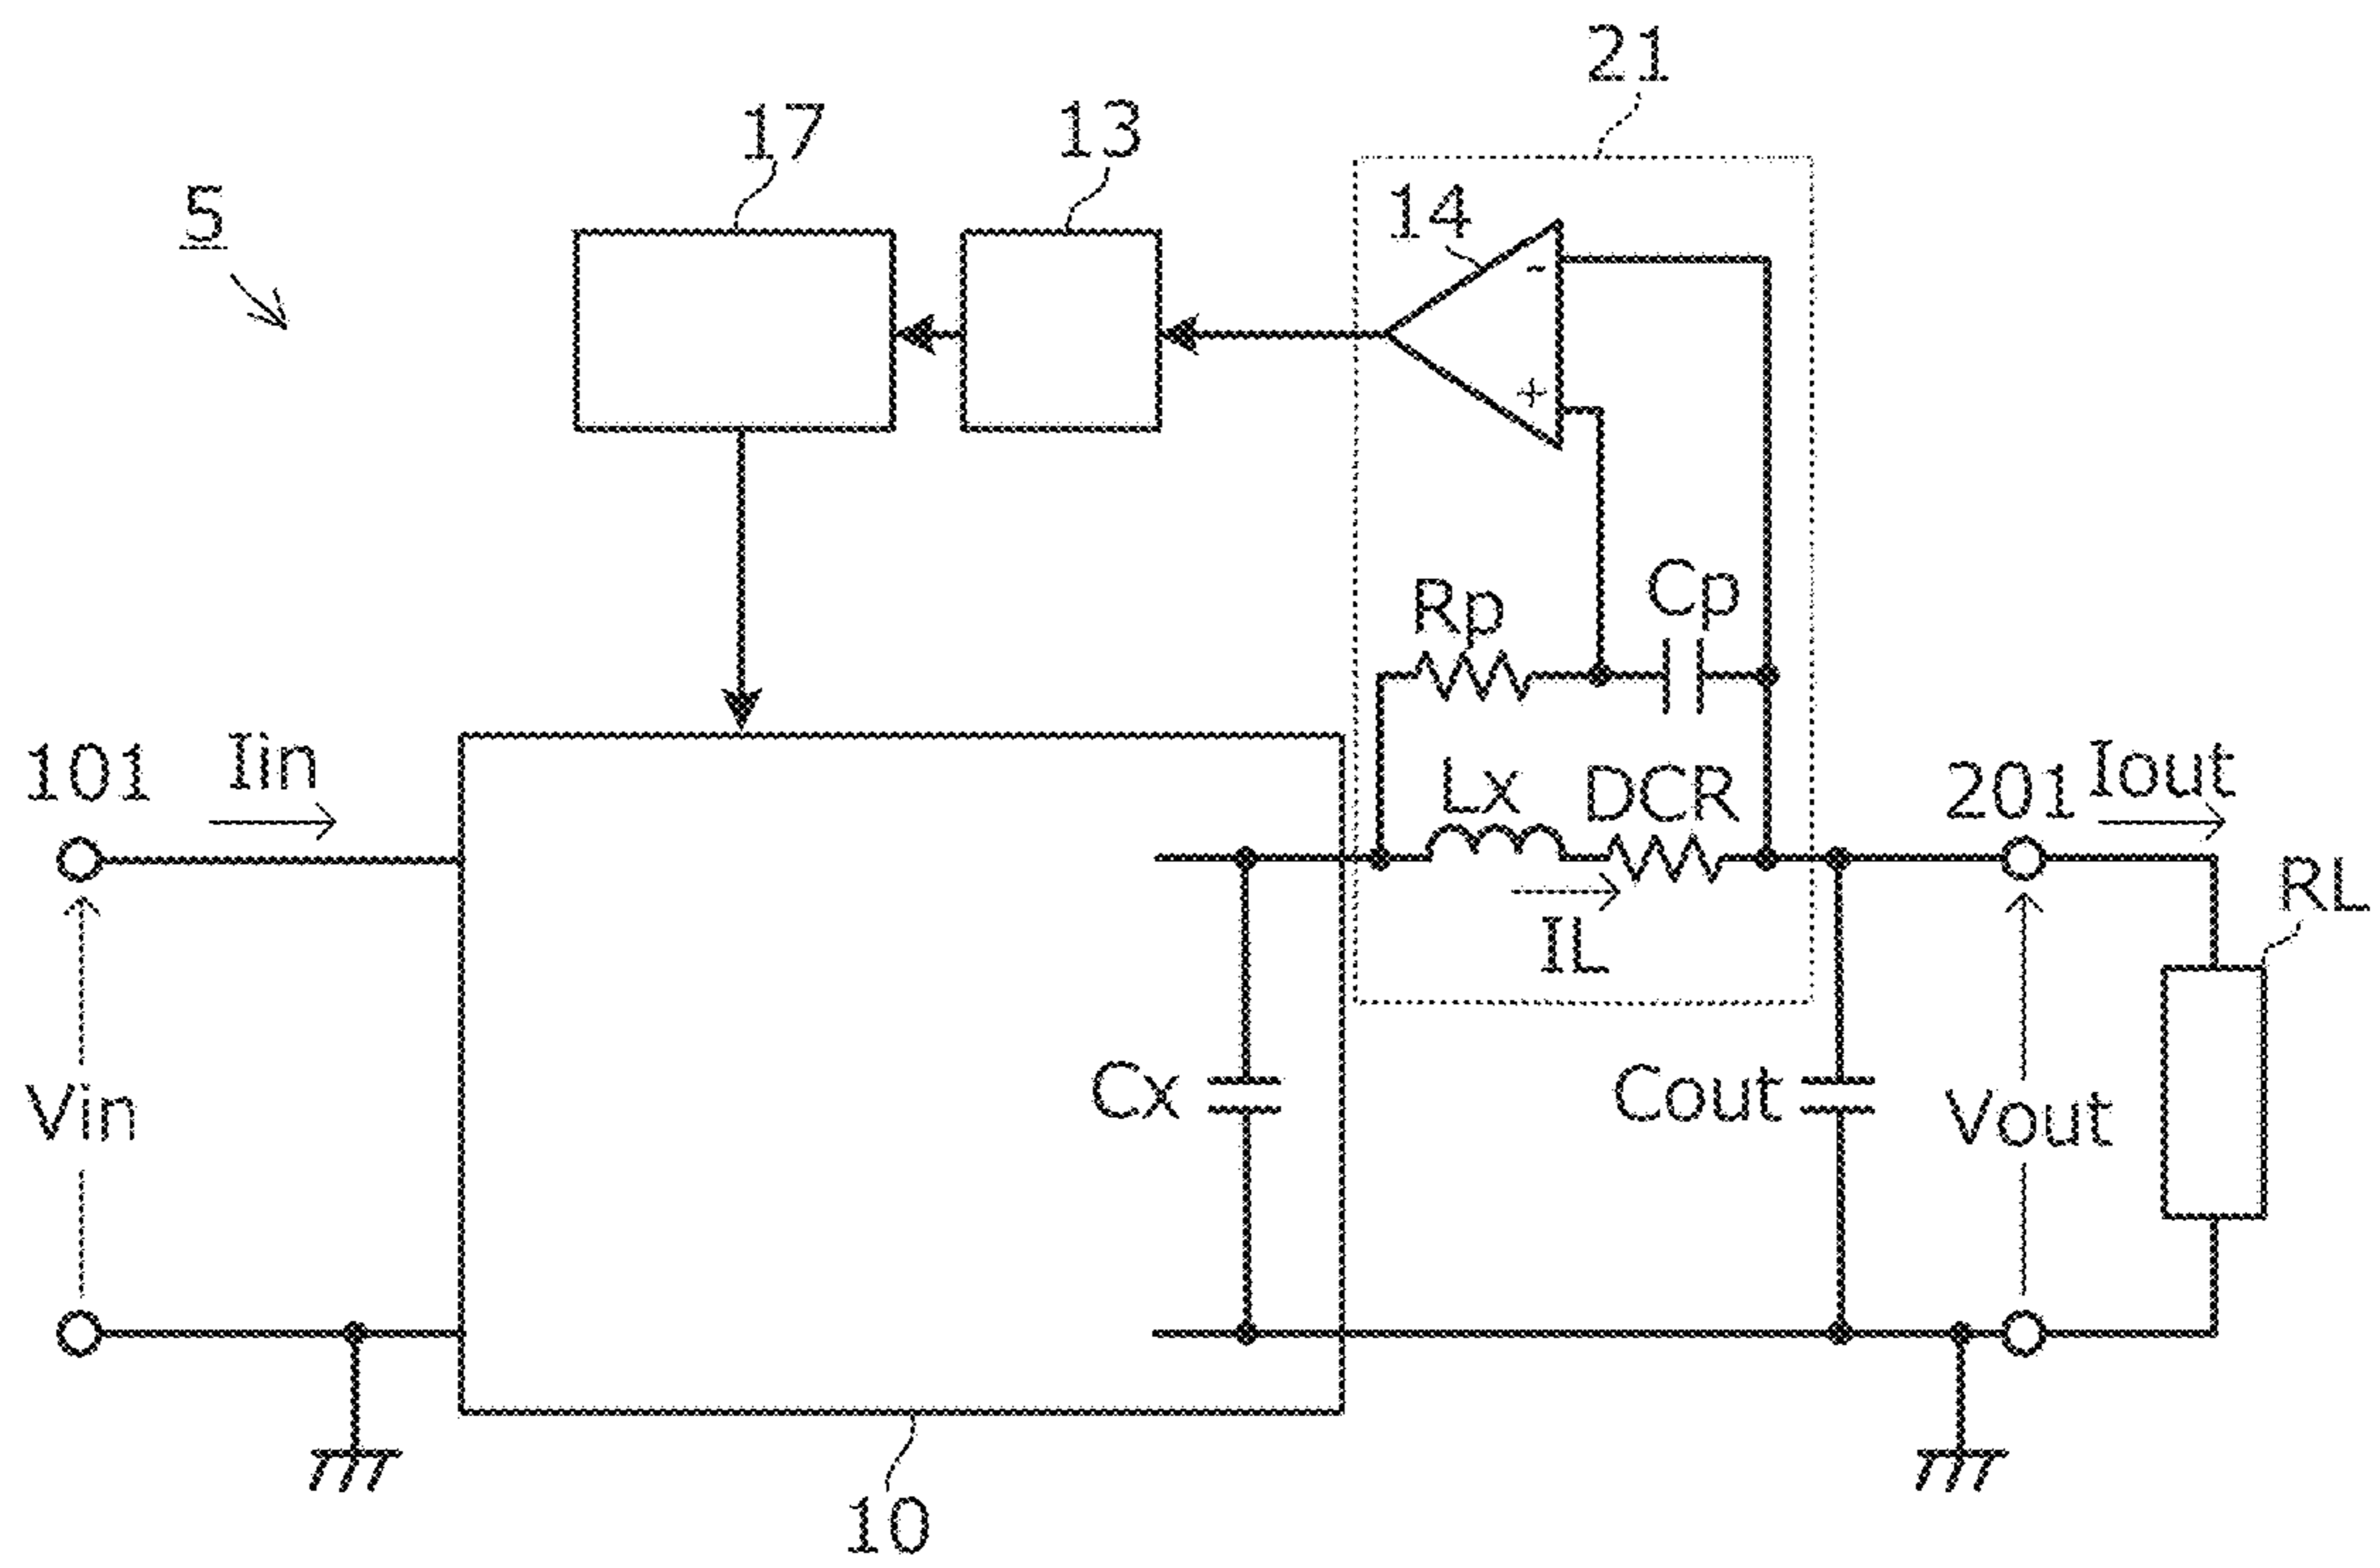 21
17
13
5
14
-
+
Rp
Cp
101
Iin
Lx
DCR
201
Iout
IL
RL
Vin
Cx
Cout
Vout
10